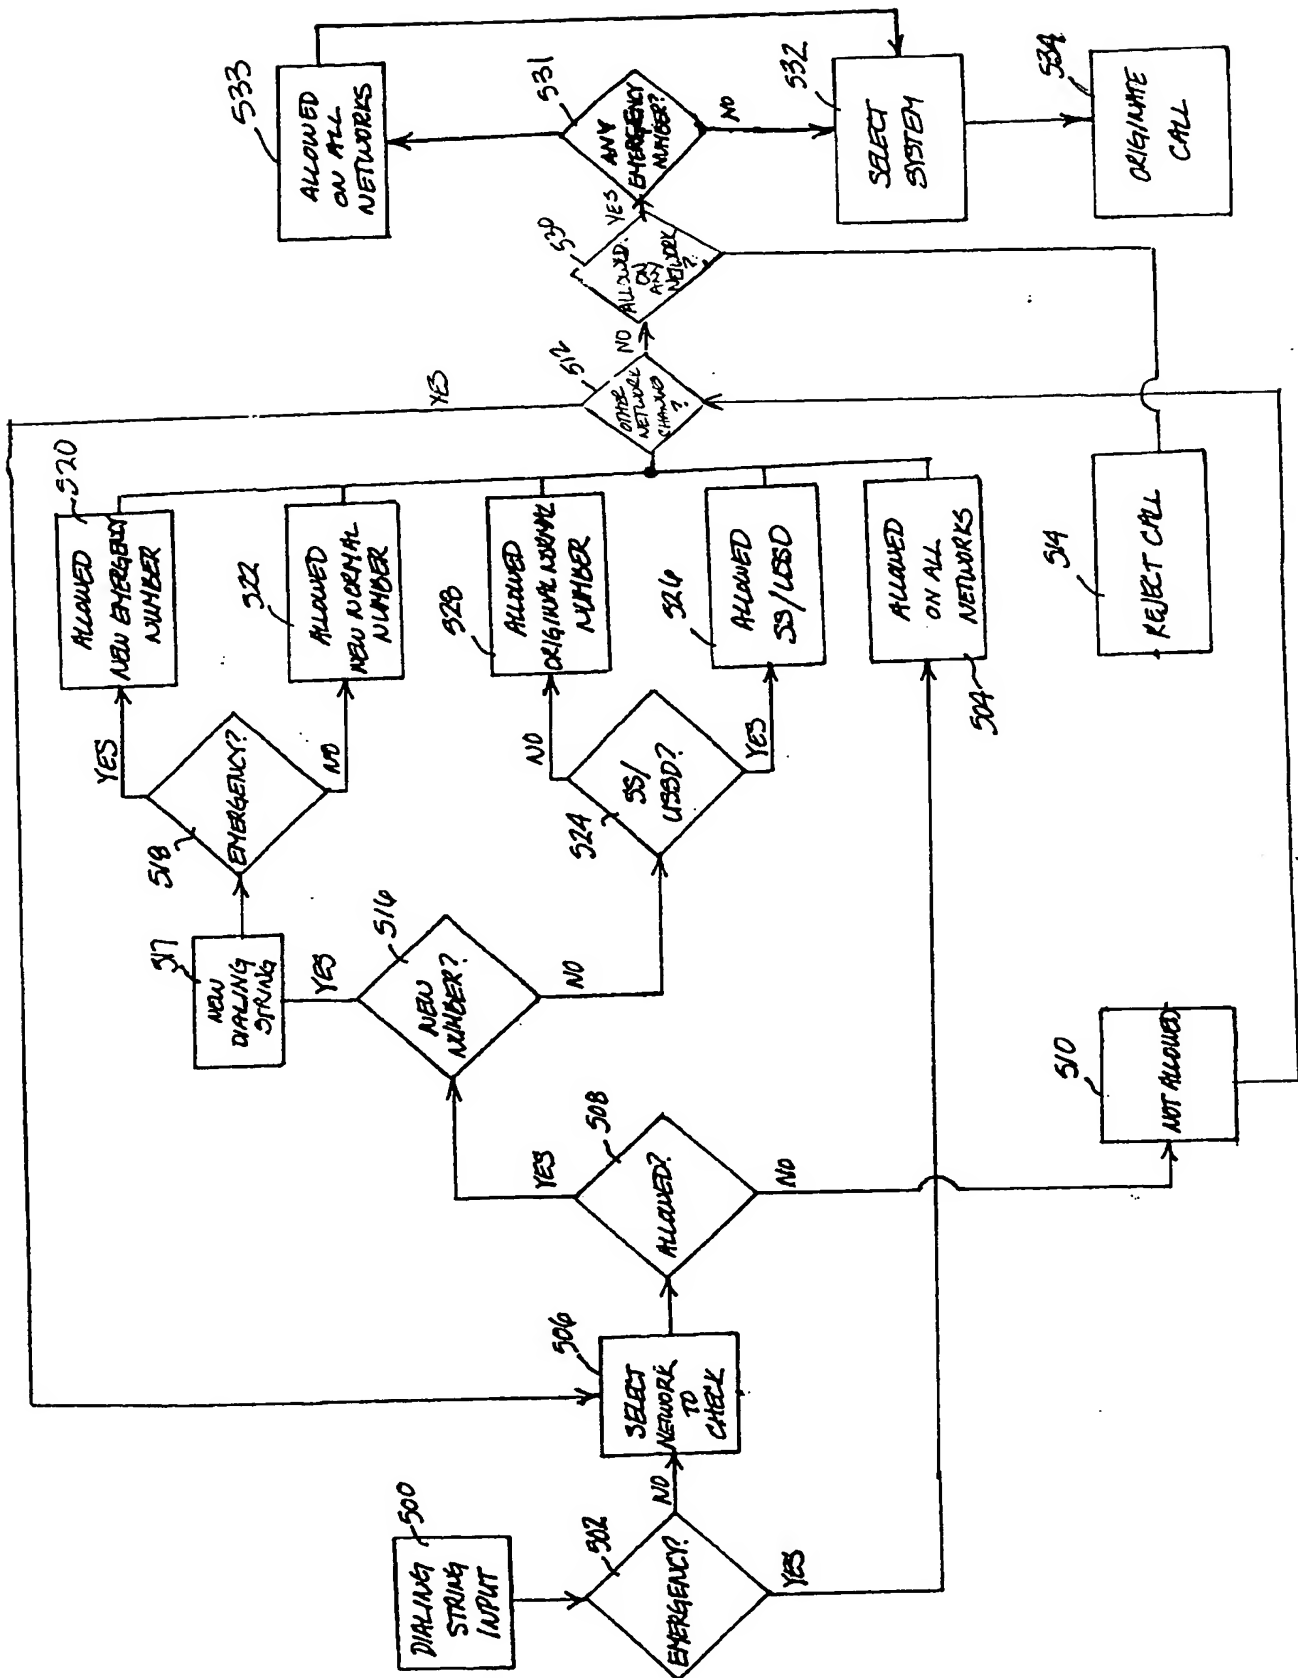 DIALING
STRING
INPUT
500
EMERGENCY?
502
NO
YES
SELECT
NETWORK
TO
CHECK
506
ALLOWED?
508
YES
NO
NOT ALLOWED
510
NEW
NUMBER?
516
YES
NO
NEW
DIALING
STRING
517
EMERGENCY?
518
YES
NO
SS/
USSD?
524
NO
YES
ALLOWED
NEW EMERGENCY
NUMBER
520
ALLOWED
NEW NORMAL
NUMBER
522
ALLOWED
ORIGINAL NORMAL
NUMBER
528
ALLOWED
SS/USSD
526
ALLOWED
ON ALL
NETWORKS
504
REJECT CALL
514
OTHER
NETWORK
512
YES
NO
ALLOWED
ON
ANY
NETWORK
?
530
YES
ANY
EMERGENCY
NUMBER?
531
NO
ALLOWED
ON ALL
NETWORKS
533
SELECT
SYSTEM
532
ORIGINATE
CALL
534